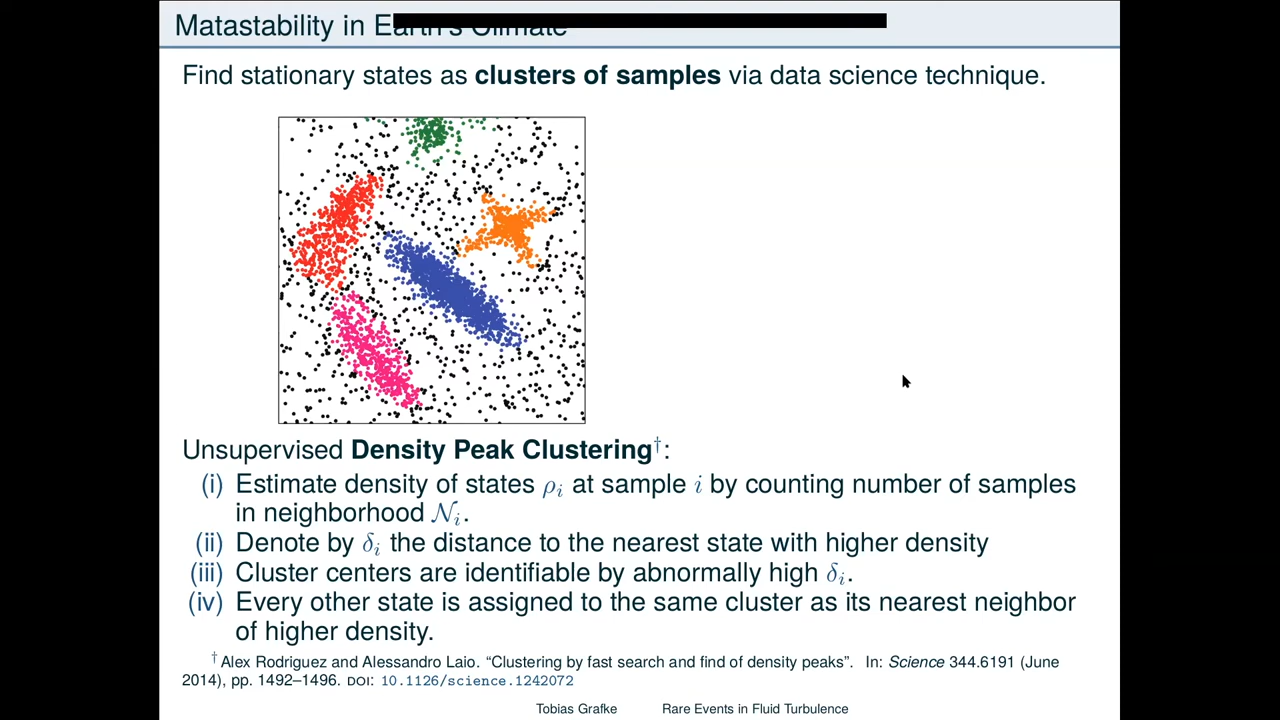 Matastability in Earth's Climate
Find stationary states as clusters of samples via data science technique.
Unsupervised Density Peak Clustering†:
(i) Estimate density of states ρᵢ at sample i by counting number of samples
in neighborhood 𝒩ᵢ.
(ii) Denote by δᵢ the distance to the nearest state with higher density
(iii) Cluster centers are identifiable by abnormally high δᵢ.
(iv) Every other state is assigned to the same cluster as its nearest neighbor
of higher density.
† Alex Rodriguez and Alessandro Laio. “Clustering by fast search and find of density peaks”. In: Science 344.6191 (June
2014), pp. 1492–1496. DOI: 10.1126/science.1242072
Tobias Grafke Rare Events in Fluid Turbulence